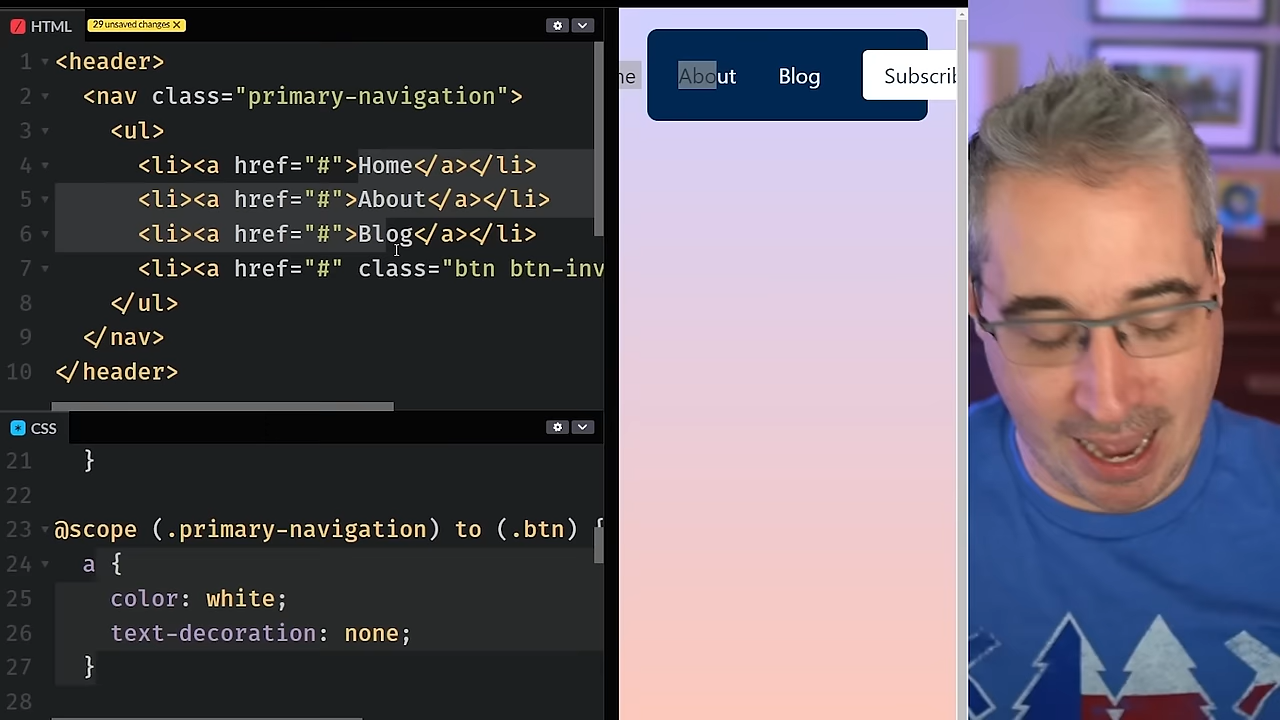 HTML
29 unsaved changes ×
1 <header>
2 <nav class="primary-navigation">
3 <ul>
4 <li><a href="#">Home</a></li>
5 <li><a href="#">About</a></li>
6 <li><a href="#">Blog</a></li>
7 <li><a href="#" class="btn btn-inv
8 </ul>
9 </nav>
10 </header>
CSS
21 }
22
23 @scope (.primary-navigation) to (.btn) {
24 a {
25 color: white;
26 text-decoration: none;
27 }
28
me About Blog Subscrib